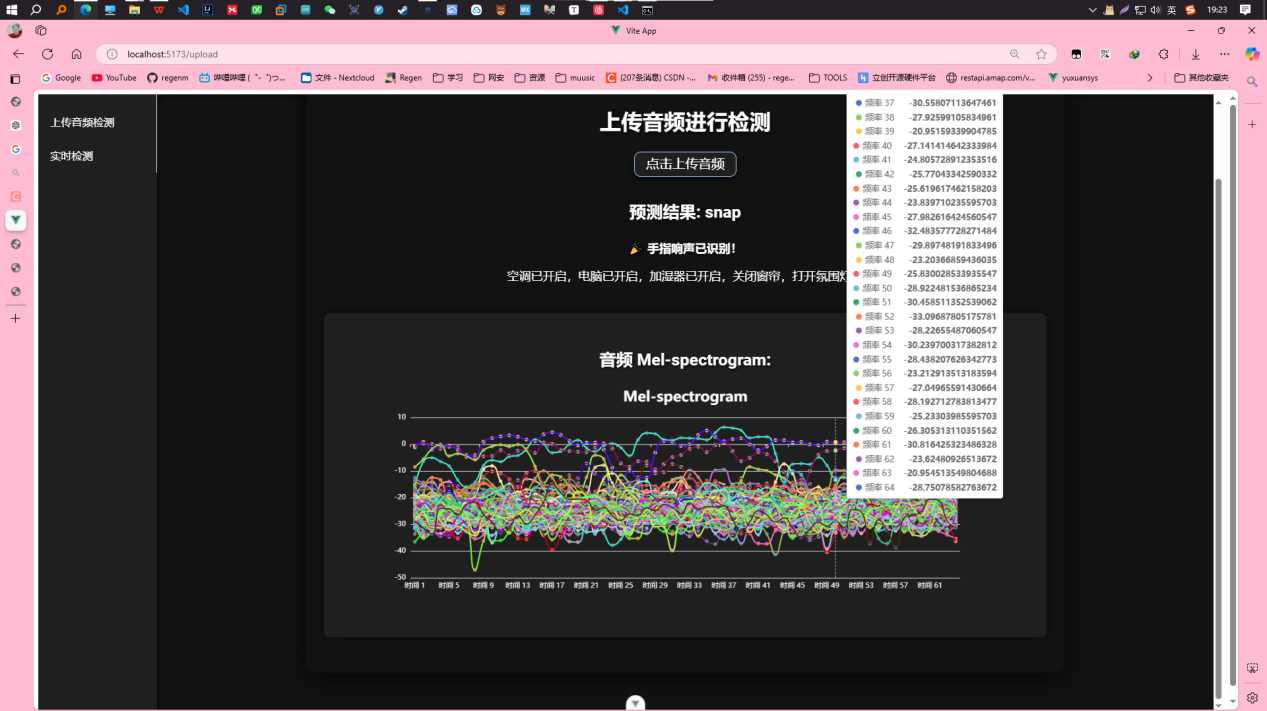 英
19:23
Vite App
localhost:5173/upload
Google
YouTube
regenm
哔哩哔哩 (゜-゜)つ...
文件 - Nextcloud
Regen
学习
网安
资源
muusic
(207条消息) CSDN -...
收件箱 (255) - rege...
TOOLS
立创开源硬件平台
restapi.amap.com/v...
yuxuansys
其他收藏夹
上传音频检测
实时检测
上传音频进行检测
点击上传音频
预测结果: snap
🎉 手指响声已识别!
空调已开启，电脑已开启，加湿器已开启，关闭窗帘，打开氛围灯
音频 Mel-spectrogram:
Mel-spectrogram
10
0
-10
-20
-30
-40
-50
时间 1 时间 5 时间 9 时间 13 时间 17 时间 21 时间 25 时间 29 时间 33 时间 37 时间 41 时间 45 时间 49 时间 53 时间 57 时间 61
频率 37 -30.55807113647461
频率 38 -27.92599105834961
频率 39 -20.95159339904785
频率 40 -27.141414642333984
频率 41 -24.805728912353516
频率 42 -25.77043342590332
频率 43 -25.619617462158203
频率 44 -23.839710235595703
频率 45 -27.982616424560547
频率 46 -32.483577728271484
频率 47 -29.89748191833496
频率 48 -23.20366859436035
频率 49 -25.830028533935547
频率 50 -28.922481536865234
频率 51 -30.458511352539062
频率 52 -33.09687805175781
频率 53 -28.22655487060547
频率 54 -30.239700317382812
频率 55 -28.438207626342773
频率 56 -23.212913513183594
频率 57 -27.04965591430664
频率 58 -28.192712783813477
频率 59 -25.23303985595703
频率 60 -26.305313110351562
频率 61 -30.816425323486328
频率 62 -23.62480926513672
频率 63 -20.954513549804688
频率 64 -28.75078582763672